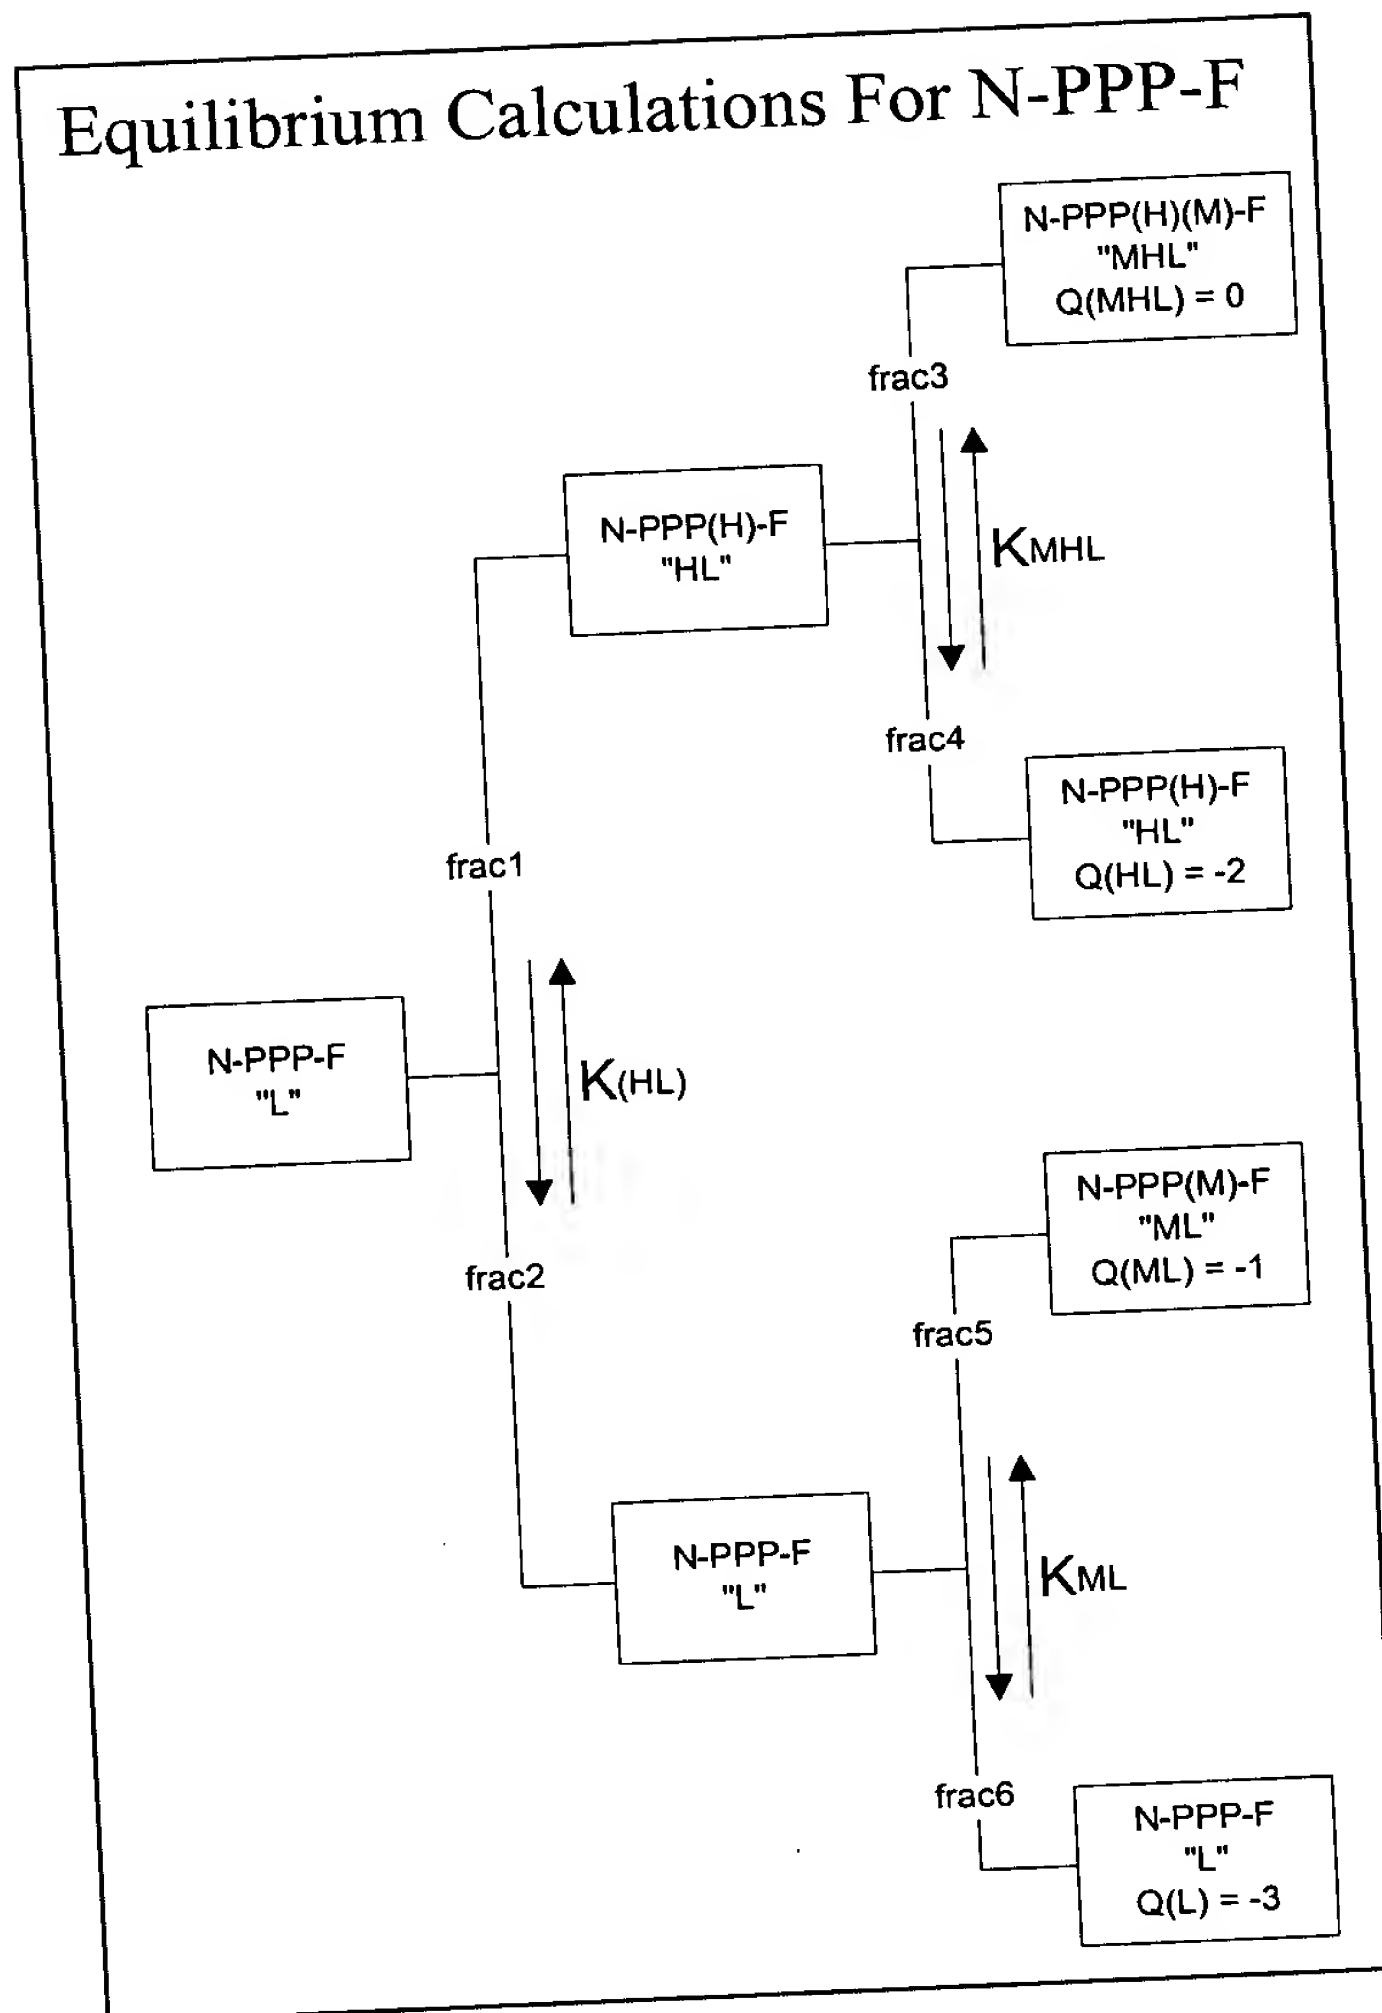 Equilibrium Calculations For N-PPP-F
N-PPP(H)(M)-F
"MHL"
Q(MHL) = 0
frac3
N-PPP(H)-F
"HL"
KMHL
frac4
N-PPP(H)-F
"HL"
Q(HL) = -2
frac1
N-PPP-F
"L"
K(HL)
N-PPP(M)-F
"ML"
Q(ML) = -1
frac2
frac5
N-PPP-F
"L"
KML
frac6
N-PPP-F
"L"
Q(L) = -3